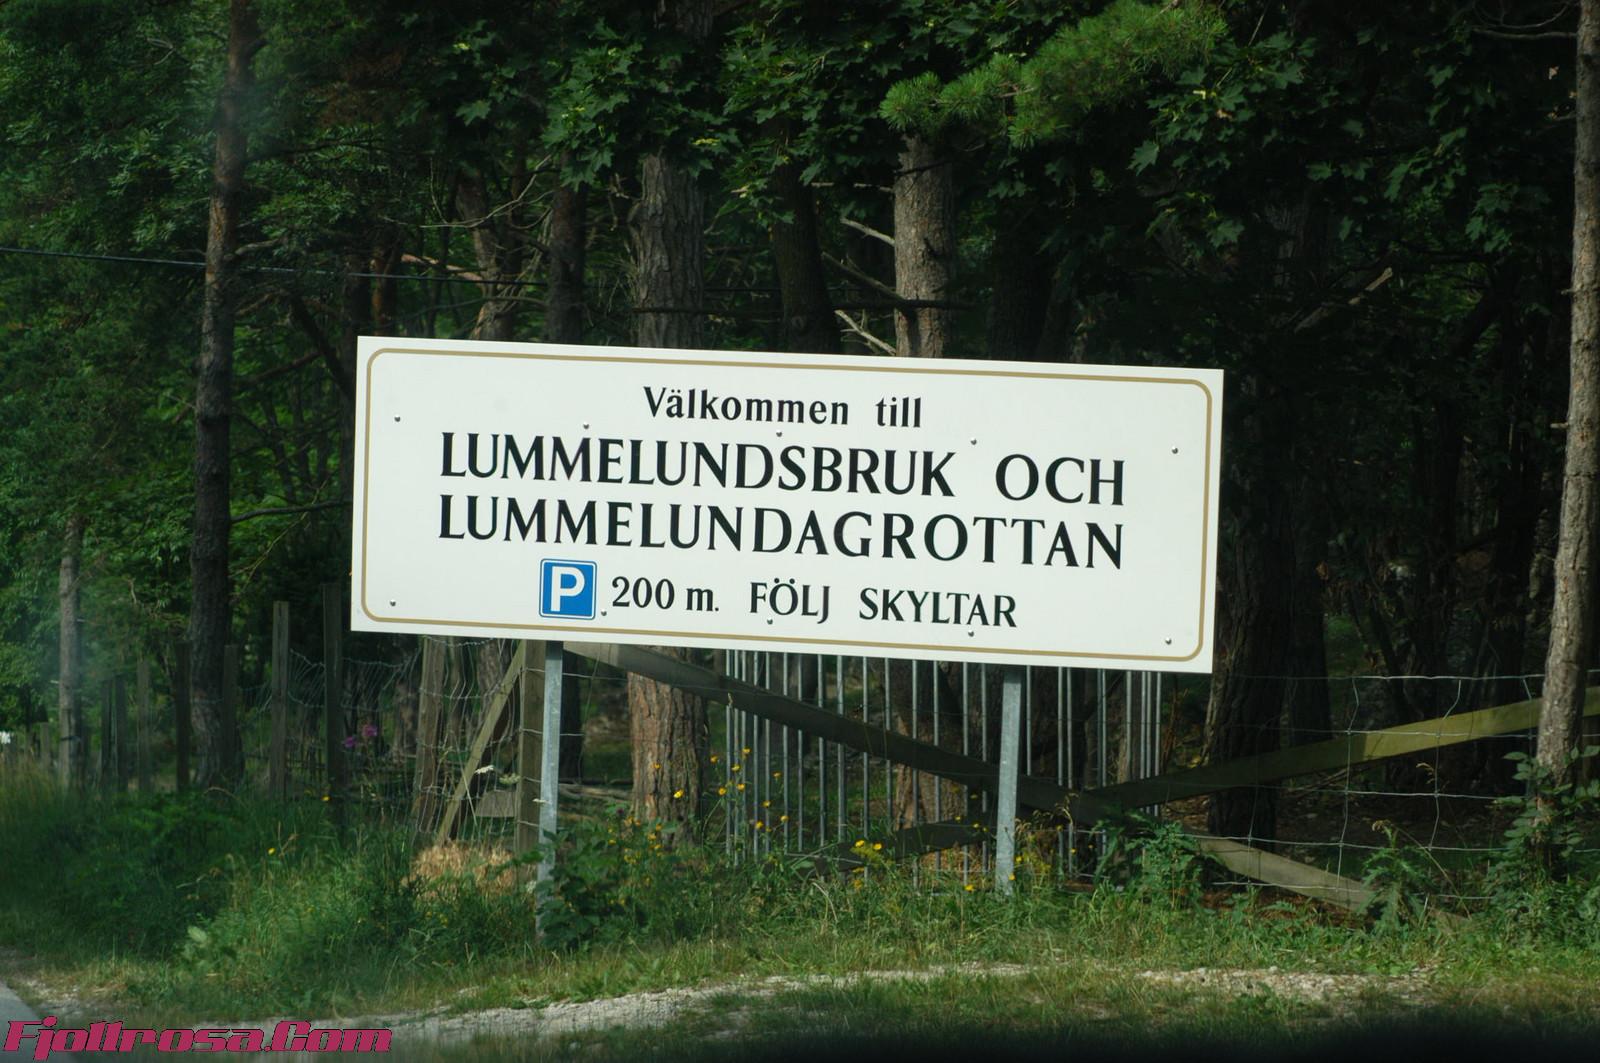 Välkommen till
LUMMELUNDSBRUK OCH
LUMMELUNDAGROTTAN
P 200 m. FÖLJ SKYLTAR
Fjollrosa.Com